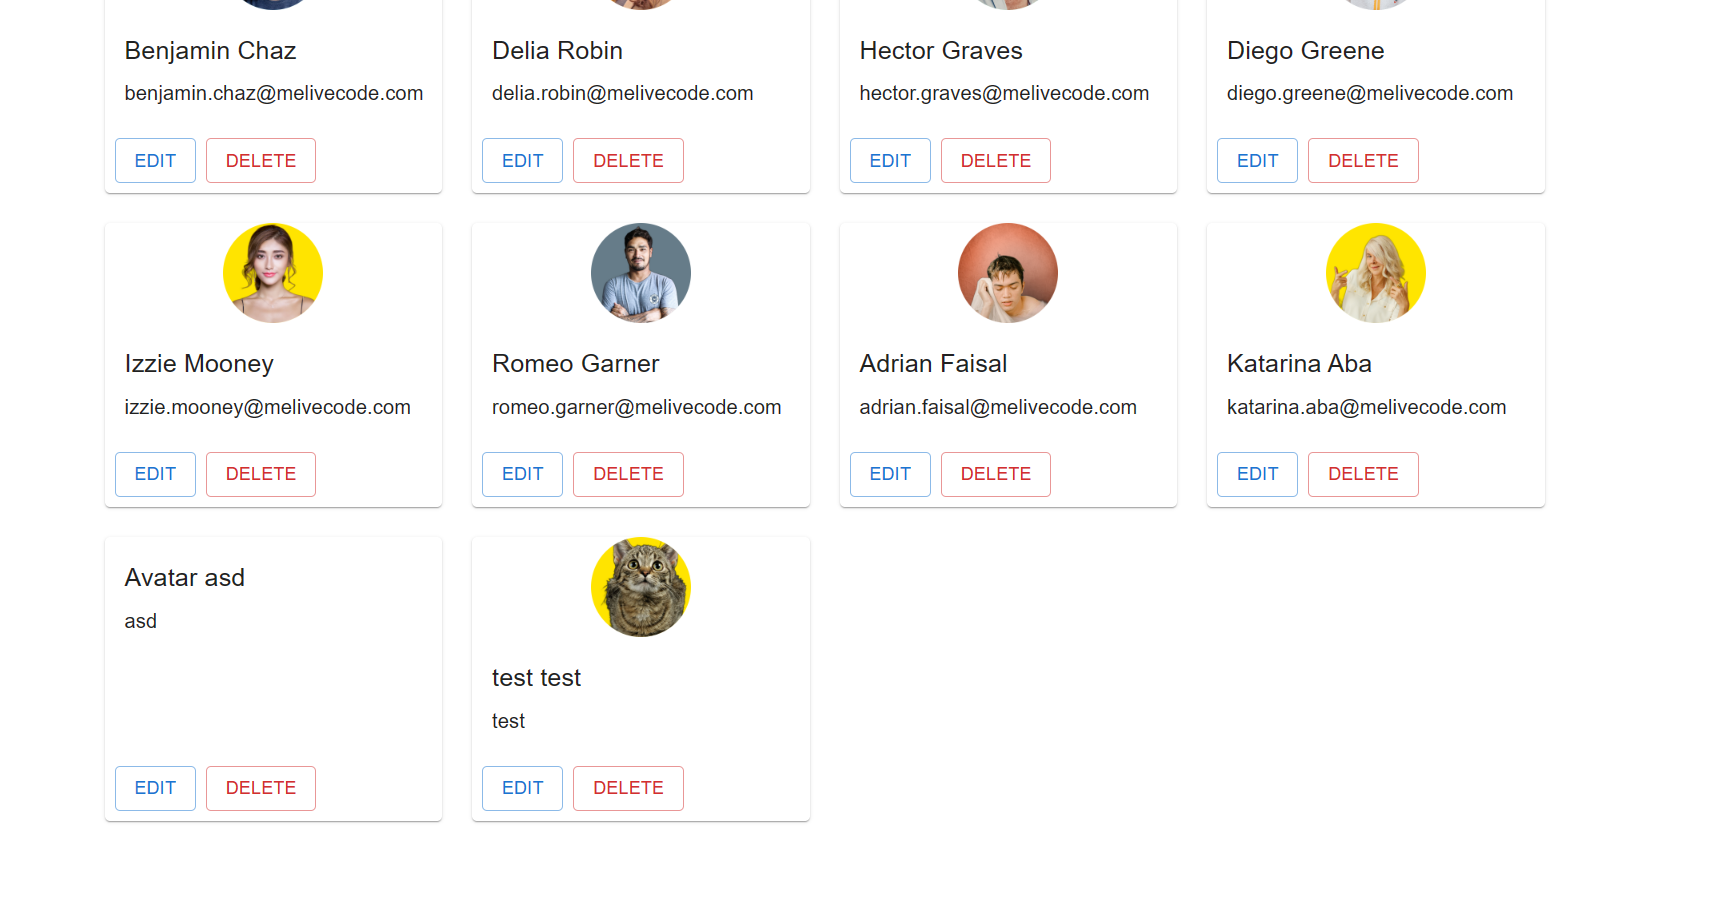 Benjamin Chaz
Delia Robin
Hector Graves
Diego Greene
benjamin.chaz@melivecode.com
delia.robin@melivecode.com
hector.graves@melivecode.com
diego.greene@melivecode.com
EDIT DELETE
EDIT DELETE
EDIT DELETE
EDIT DELETE
Izzie Mooney
Romeo Garner
Adrian Faisal
Katarina Aba
izzie.mooney@melivecode.com
romeo.garner@melivecode.com
adrian.faisal@melivecode.com
katarina.aba@melivecode.com
EDIT DELETE
EDIT DELETE
EDIT DELETE
EDIT DELETE
Avatar asd
asd
test test
test
EDIT DELETE
EDIT DELETE